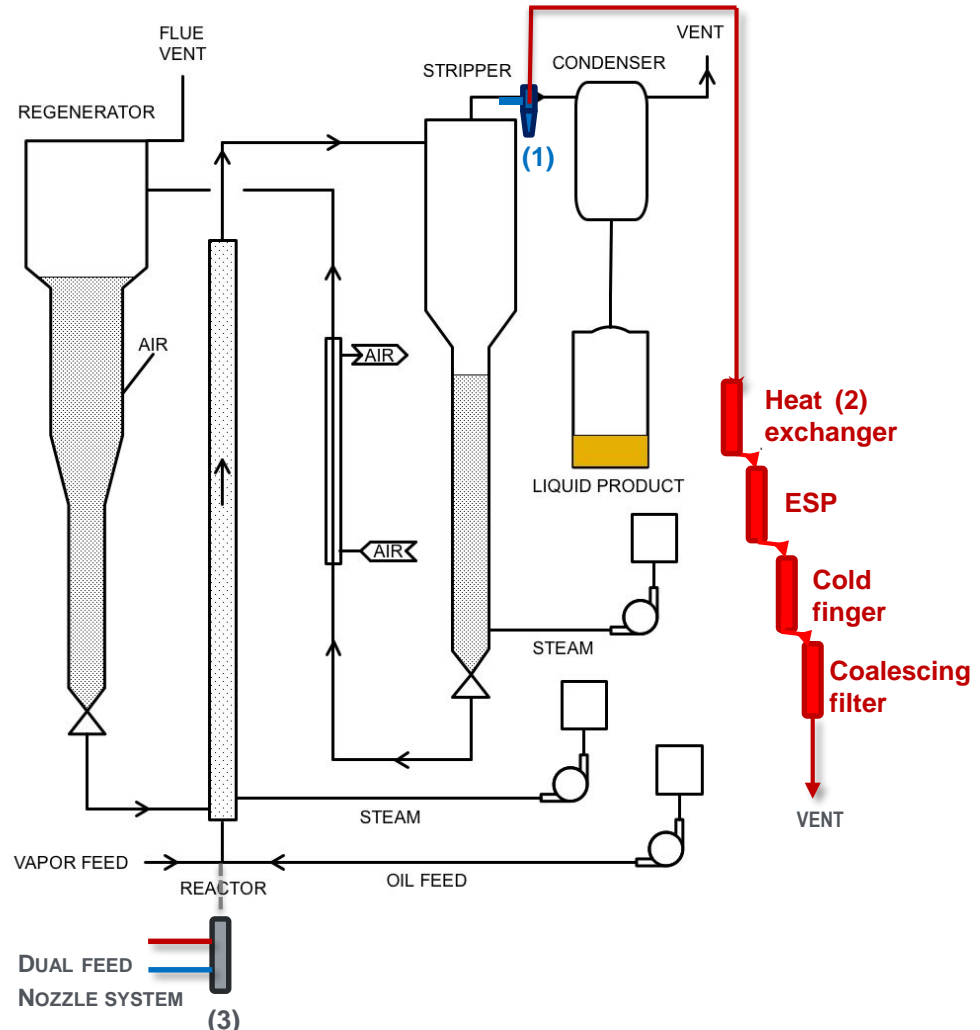 FLUE
VENT
REGENERATOR
AIR
STRIPPER
CONDENSER
VENT
(1)
AIR
AIR
LIQUID PRODUCT
Heat (2)
exchanger
ESP
Cold
finger
Coalescing
filter
VENT
STEAM
STEAM
VAPOR FEED
OIL FEED
REACTOR
DUAL FEED
NOZZLE SYSTEM
(3)